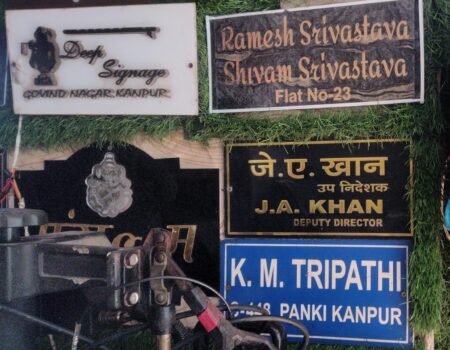 Deep
Signage
GOVIND NAGAR, KANPUR
Ramesh Srivastava
Shivam Srivastava
Flat No-23
जे.ए. खान
उप निदेशक
J.A. KHAN
DEPUTY DIRECTOR
K. M. TRIPATHI
PANKI KANPUR